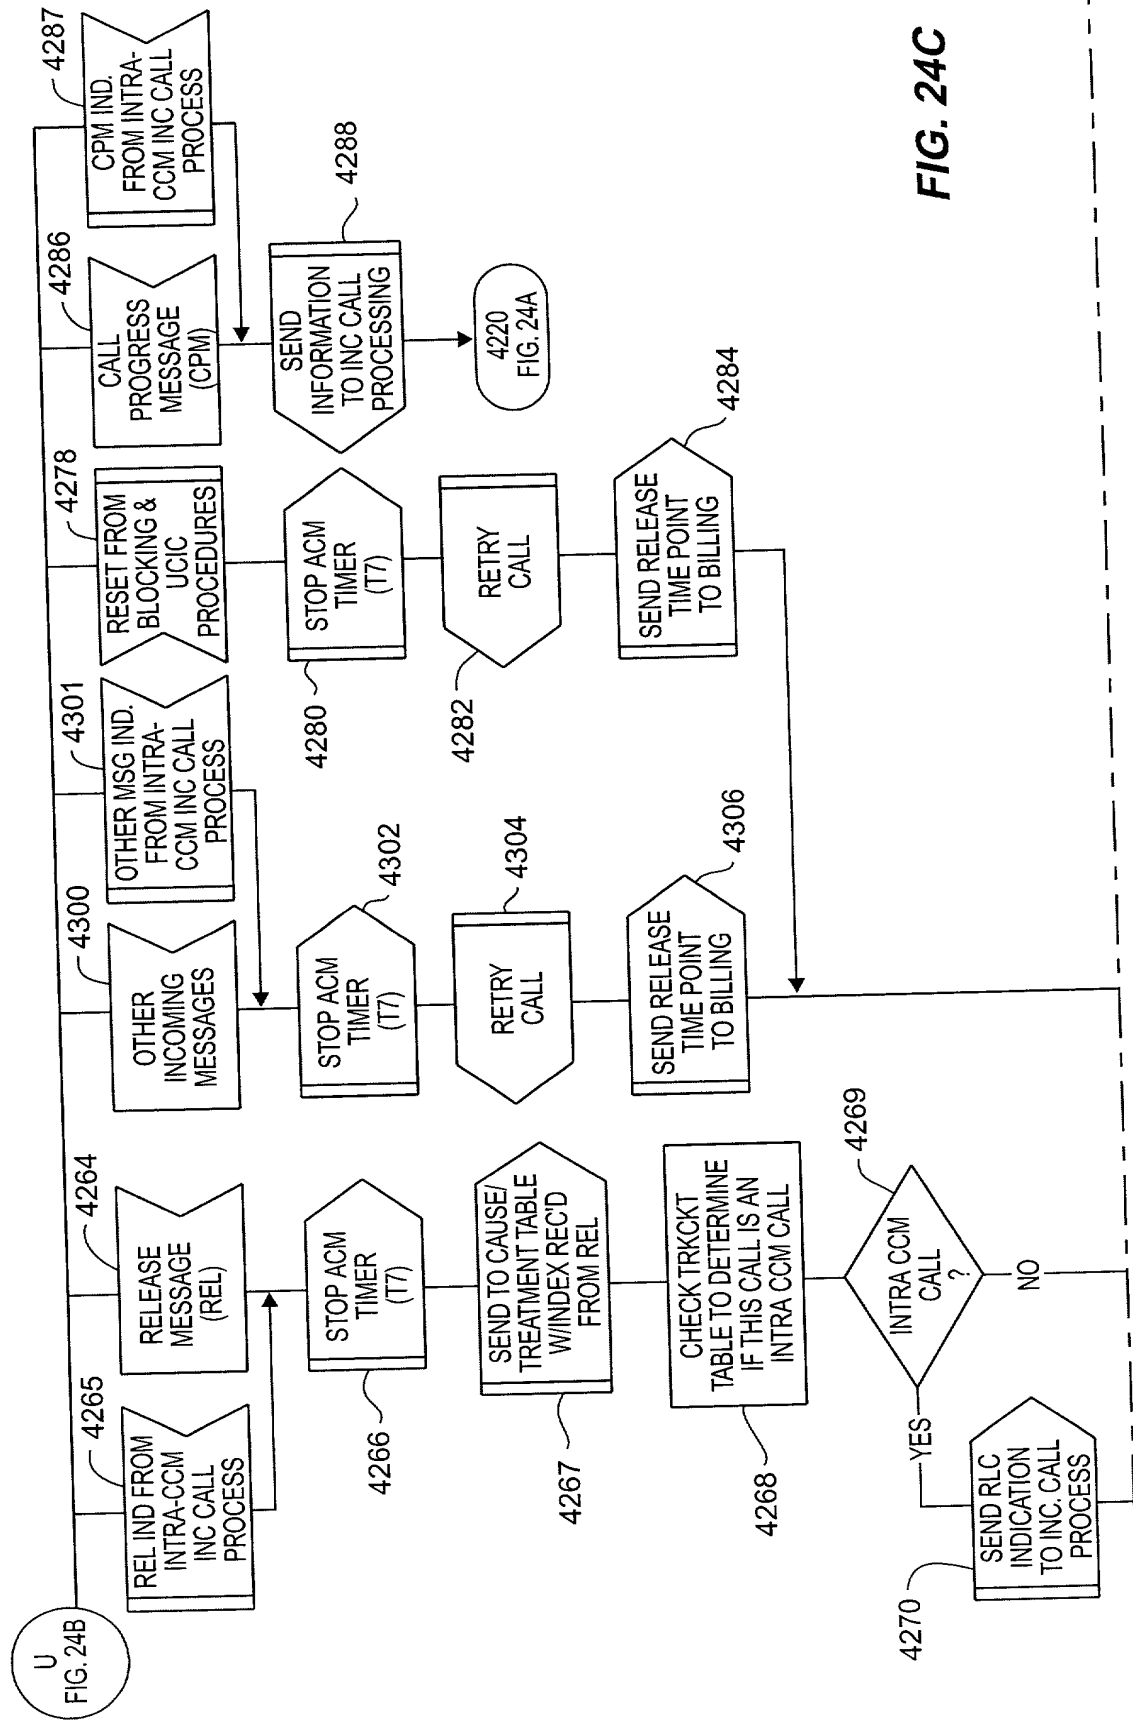 U
FIG. 24B
REL IND FROM
INTRA-CCM
INC CALL
PROCESS
4265
RELEASE
MESSAGE
(REL)
4264
OTHER
INCOMING
MESSAGES
4300
OTHER MSG IND.
FROM INTRA-
CCM INC CALL
PROCESS
4301
RESET FROM
BLOCKING &
UCIC
PROCEDURES
4278
CALL
PROGRESS
MESSAGE
(CPM)
4286
CPM IND.
FROM INTRA-
CCM INC CALL
PROCESS
4287
STOP ACM
TIMER
(T7)
4266
STOP ACM
TIMER
(T7)
4302
STOP ACM
TIMER
(T7)
4280
SEND
INFORMATION
TO INC CALL
PROCESSING
4288
SEND TO CAUSE/
TREATMENT TABLE
W/INDEX REC'D
FROM REL
4267
RETRY
CALL
4304
RETRY
CALL
4282
4220
FIG. 24A
CHECK TRKCKT
TABLE TO DETERMINE
IF THIS CALL IS AN
INTRA CCM CALL
4268
SEND RELEASE
TIME POINT
TO BILLING
4306
SEND RELEASE
TIME POINT
TO BILLING
4284
INTRA CCM
CALL
?
4269
YES
NO
SEND RLC
INDICATION
TO INC. CALL
PROCESS
4270
FIG. 24C